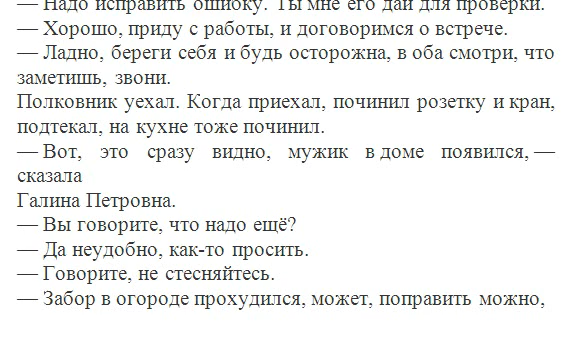 — Надо исправить ошибку. Ты мне его дай для проверки.
— Хорошо, приду с работы, и договоримся о встрече.
— Ладно, береги себя и будь осторожна, в оба смотри, что
заметишь, звони.
Полковник уехал. Когда приехал, починил розетку и кран,
подтекал, на кухне тоже починил.
— Вот, это сразу видно, мужик в доме появился, —
сказала
Галина Петровна.
— Вы говорите, что надо ещё?
— Да неудобно, как-то просить.
— Говорите, не стесняйтесь.
— Забор в огороде прохудился, может, поправить можно,